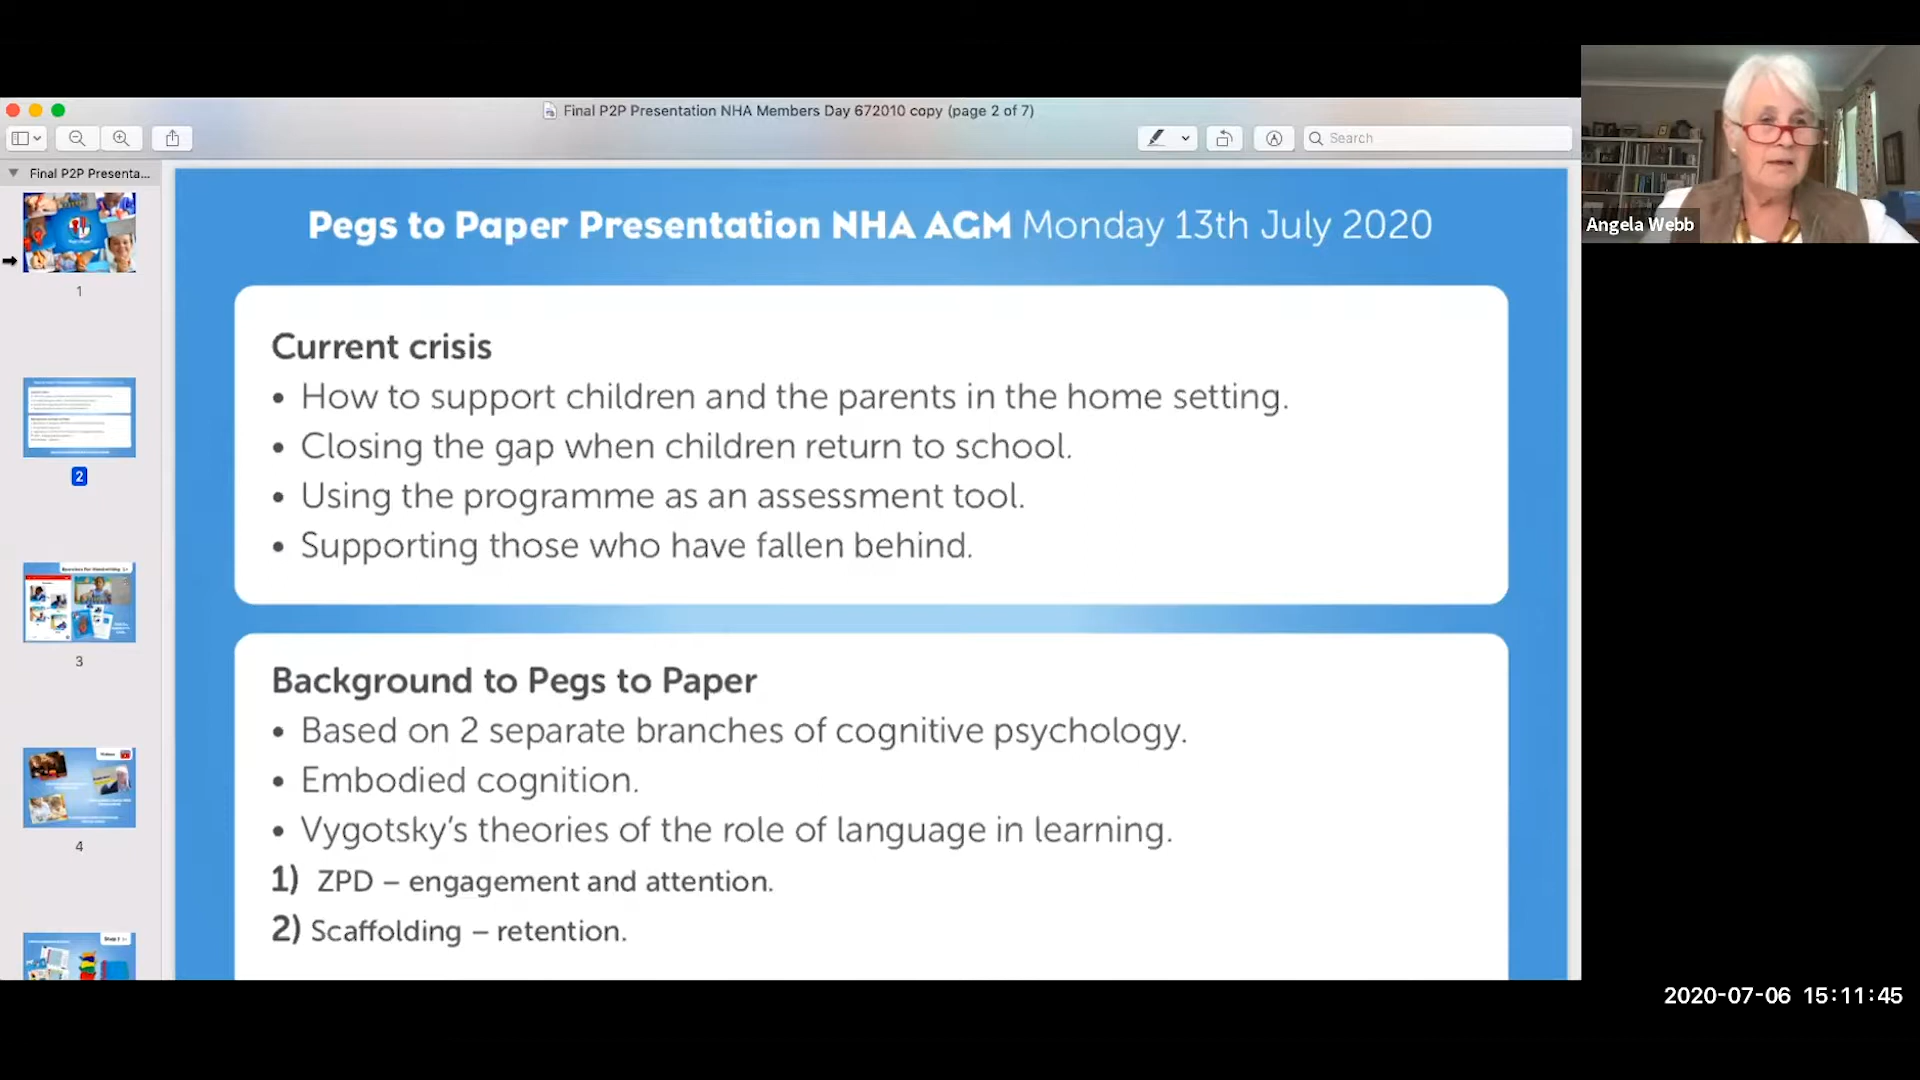 Final P2P Presentation NHA Members Day 672010 copy (page 2 of 7)
Search
Final P2P Presenta...
Angela Webb
1
2
3
4
Pegs to Paper Presentation NHA AGM Monday 13th July 2020
Current crisis
• How to support children and the parents in the home setting.
• Closing the gap when children return to school.
• Using the programme as an assessment tool.
• Supporting those who have fallen behind.
Background to Pegs to Paper
• Based on 2 separate branches of cognitive psychology.
• Embodied cognition.
• Vygotsky’s theories of the role of language in learning.
1) ZPD – engagement and attention.
2) Scaffolding – retention.
2020-07-06 15:11:45